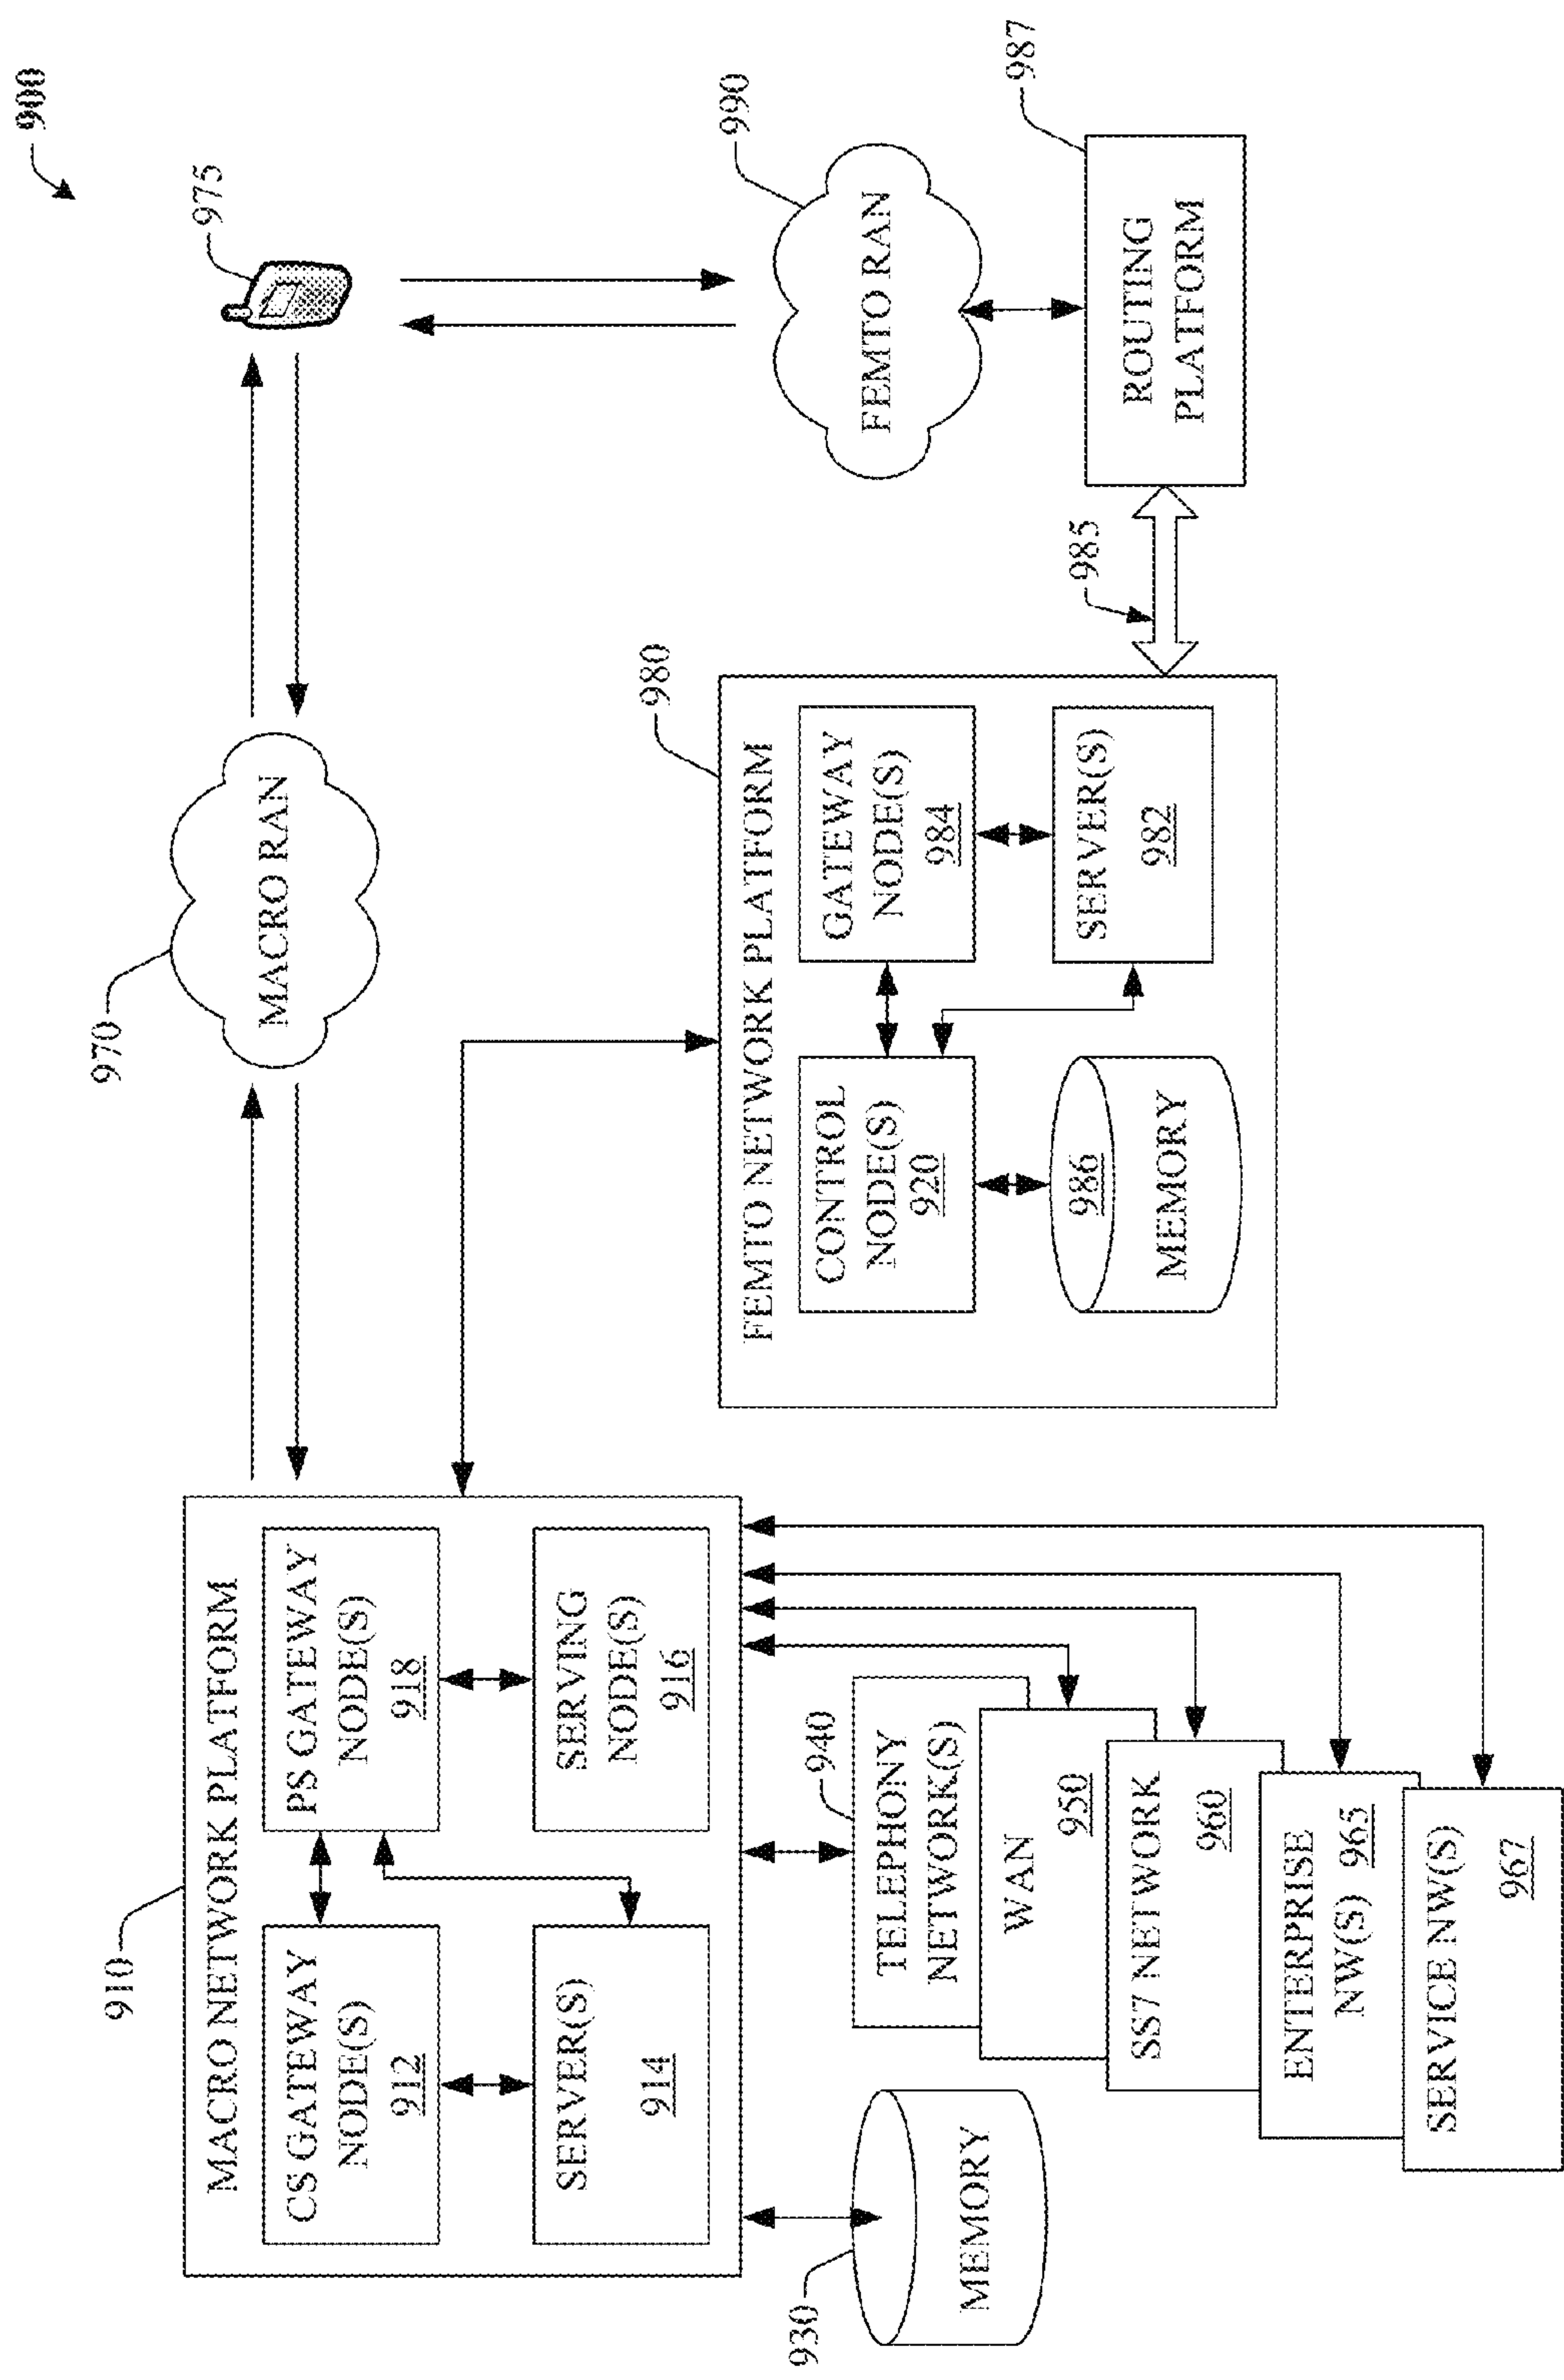 900
975
970
MACRO RAN
910
MACRO NETWORK PLATFORM
CS GATEWAY
NODE(S)
912
PS GATEWAY
NODE(S)
918
SERVER(S)
914
SERVING
NODE(S)
916
930
MEMORY
940
TELEPHONY
NETWORK(S)
WAN
950
SS7 NETWORK
960
ENTERPRISE
NW(S) 965
SERVICE NW(S)
967
980
FEMTO NETWORK PLATFORM
CONTROL
NODE(S)
920
GATEWAY
NODE(S)
984
986
MEMORY
SERVER(S)
982
985
990
FEMTO RAN
987
ROUTING
PLATFORM